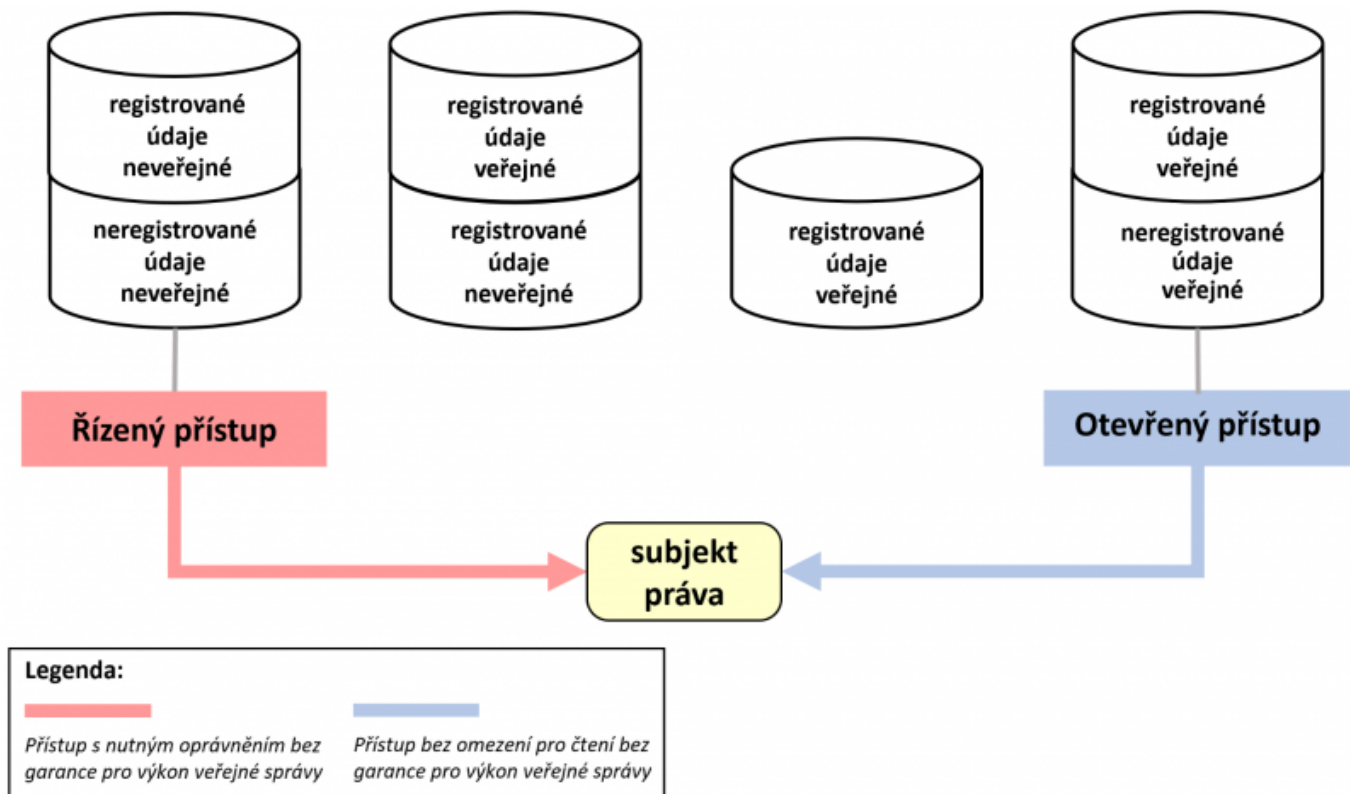 registrované
údaje
neveřejné
neregistrované
údaje
neveřejné
registrované
údaje
veřejné
registrované
údaje
neveřejné
registrované
údaje
veřejné
registrované
údaje
veřejné
neregistrované
údaje
veřejné
Řízený přístup
Otevřený přístup
subjekt
práva
Legenda:
Přístup s nutným oprávněním bez
garance pro výkon veřejné správy
Přístup bez omezení pro čtení bez
garance pro výkon veřejné správy